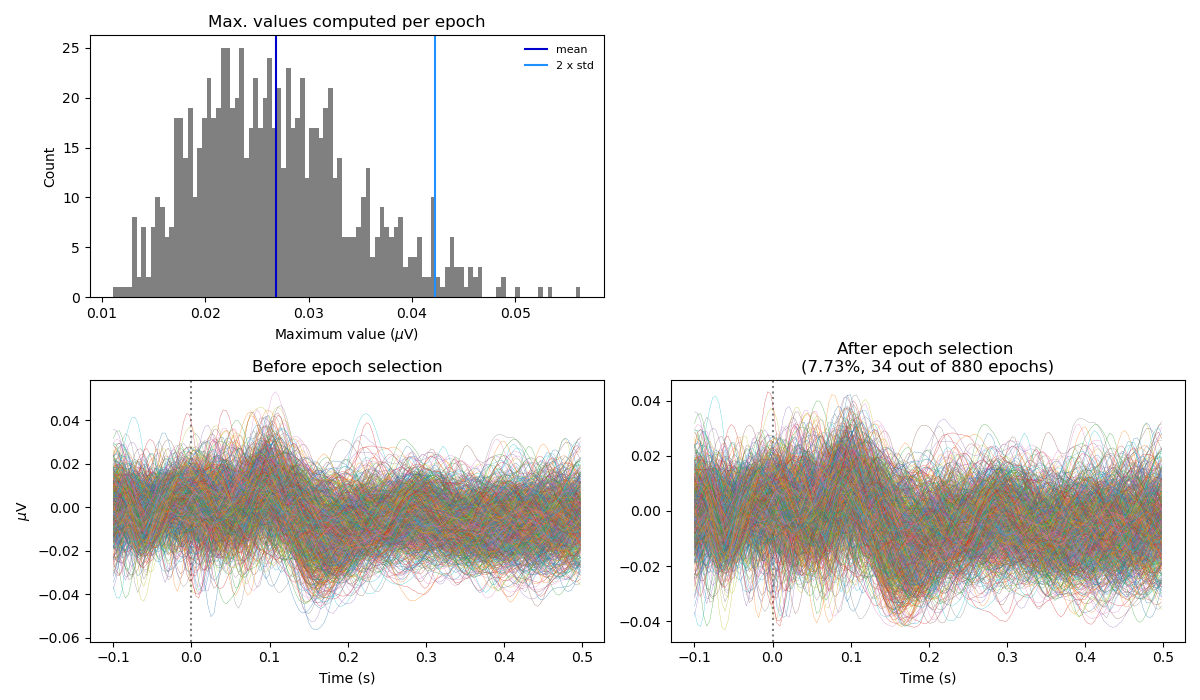 Max. values computed per epoch
25
20
15
10
5
0
Count
mean
2 x std
0.01 0.02 0.03 0.04 0.05
Maximum value (μV)
Before epoch selection
0.04
0.02
0.00
−0.02
−0.04
−0.06
μV
−0.1 0.0 0.1 0.2 0.3 0.4 0.5
Time (s)
After epoch selection
(7.73%, 34 out of 880 epochs)
0.04
0.02
0.00
−0.02
−0.04
−0.1 0.0 0.1 0.2 0.3 0.4 0.5
Time (s)